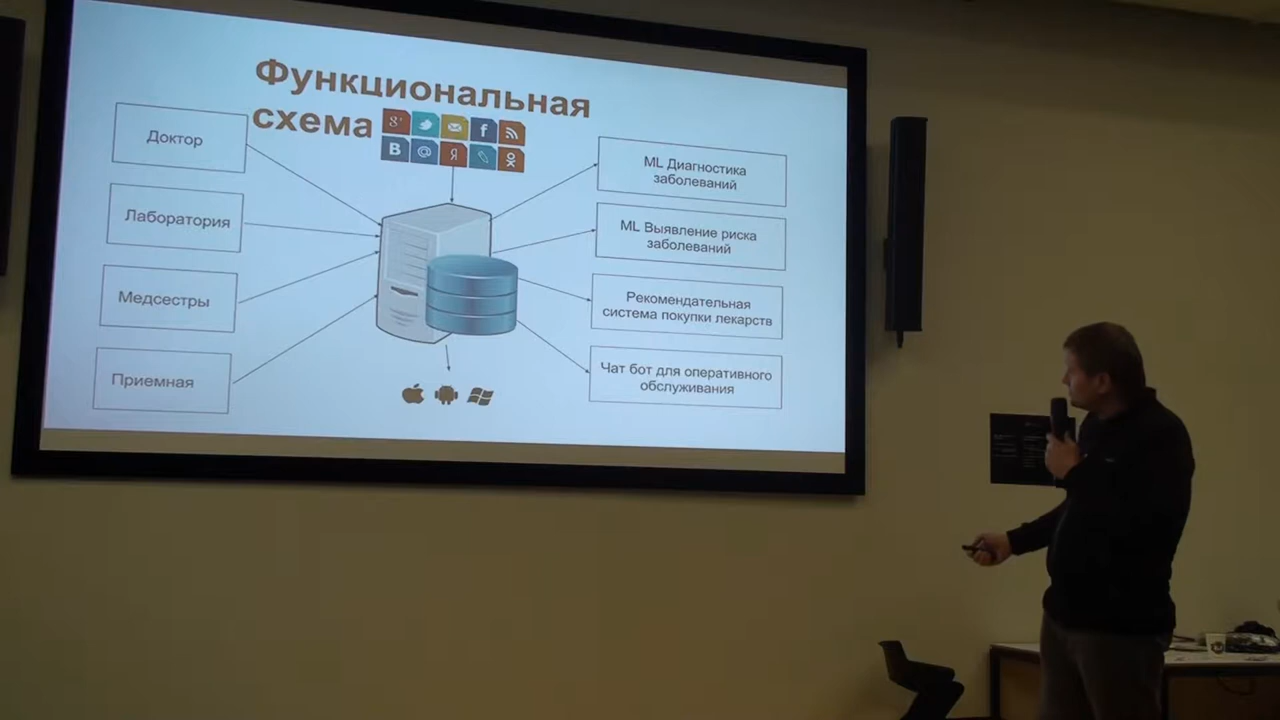 Функциональная
схема
g+
f
B
@
Я
Доктор
Лаборатория
Медсестры
Приемная
ML Диагностика
заболеваний
ML Выявление риска
заболеваний
Рекомендательная
система покупки лекарств
Чат бот для оперативного
обслуживания